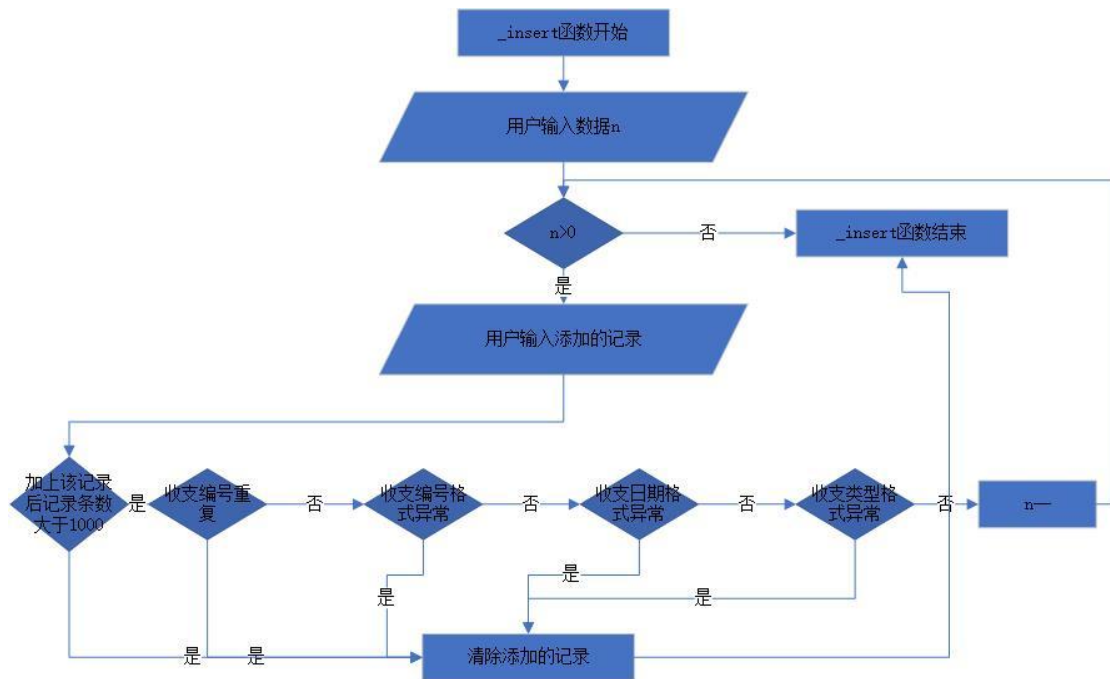 _insert函数开始
用户输入数据n
n>0
否
_insert函数结束
是
用户输入添加的记录
加上该记录
后记录条数
大于1000
是
收支编号重
复
否
收支编号格
式异常
否
收支日期格
式异常
否
收支类型格
式异常
否
n—
是
是
是
是
是
清除添加的记录